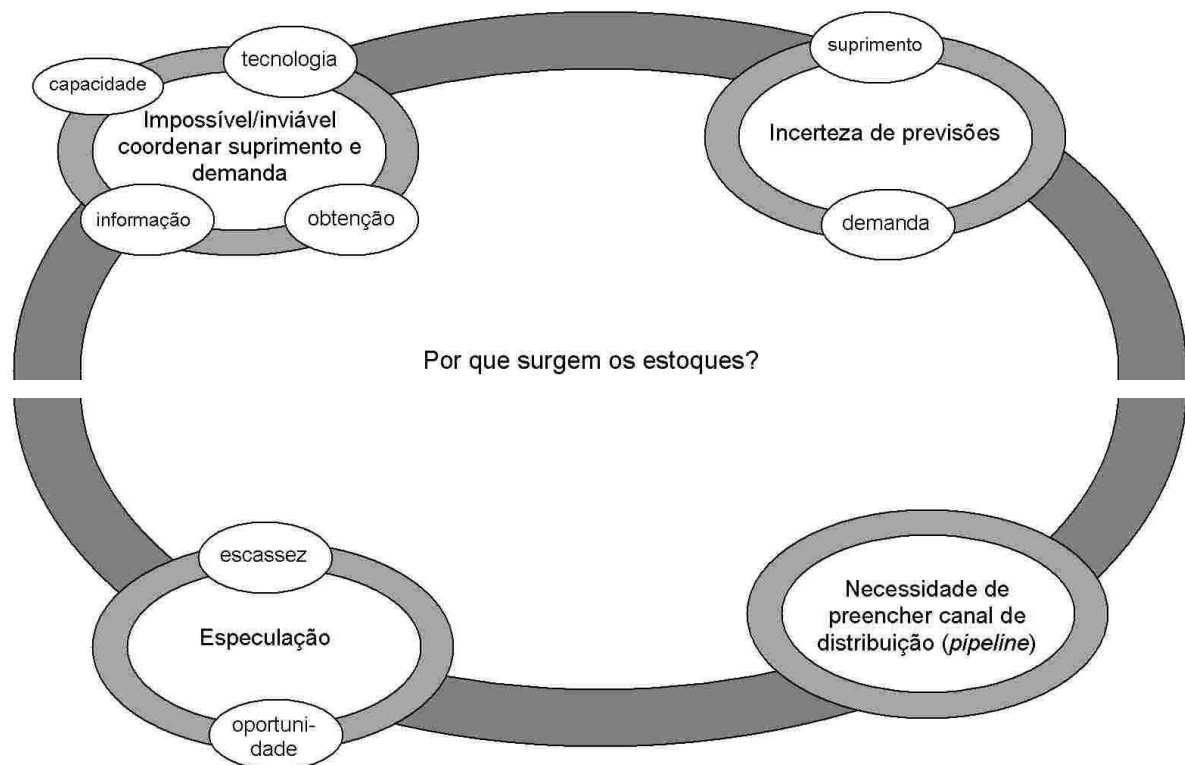 tecnologia
capacidade
Impossível/inviável
coordenar suprimento e
demanda
informação
obtenção
suprimento
Incerteza de previsões
demanda
Por que surgem os estoques?
escassez
Especulação
oportuni-
dade
Necessidade de
preencher canal de
distribuição (pipeline)